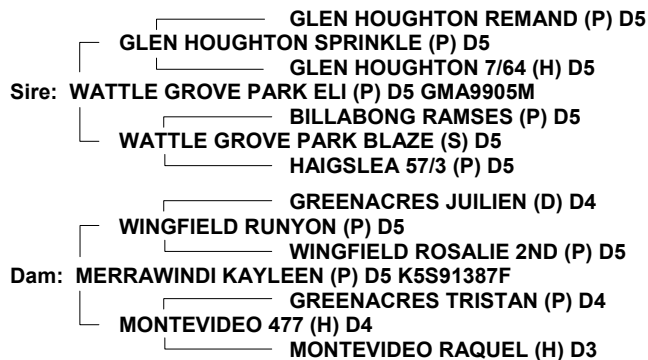 GLEN HOUGHTON REMAND (P) D5
GLEN HOUGHTON SPRINKLE (P) D5
GLEN HOUGHTON 7/64 (H) D5
Sire: WATTLE GROVE PARK ELI (P) D5 GMA9905M
BILLABONG RAMSES (P) D5
WATTLE GROVE PARK BLAZE (S) D5
HAIGSLEA 57/3 (P) D5
GREENACRES JUILIEN (D) D4
WINGFIELD RUNYON (P) D5
WINGFIELD ROSALIE 2ND (P) D5
Dam: MERRAWINDI KAYLEEN (P) D5 K5S91387F
GREENACRES TRISTAN (P) D4
MONTEVIDEO 477 (H) D4
MONTEVIDEO RAQUEL (H) D3